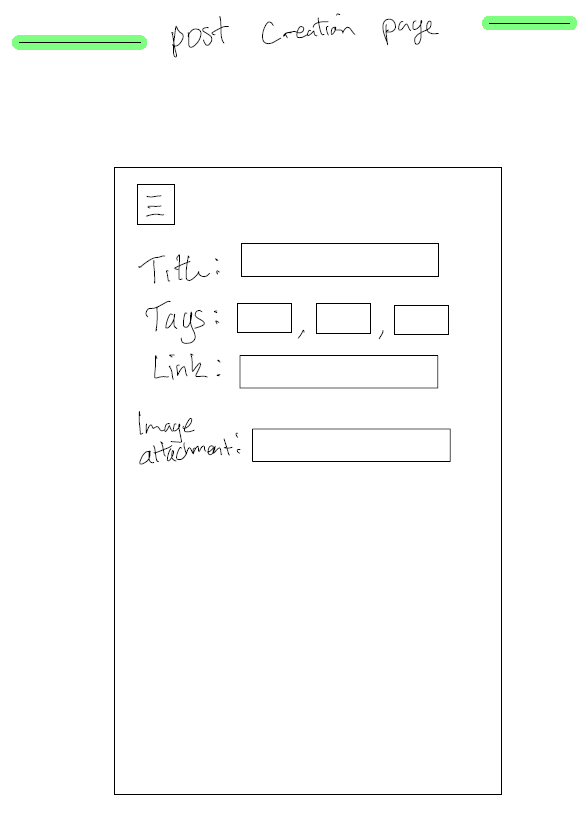 post Creation page
Title:
Tags: , ,
Link:
Image
attachment: